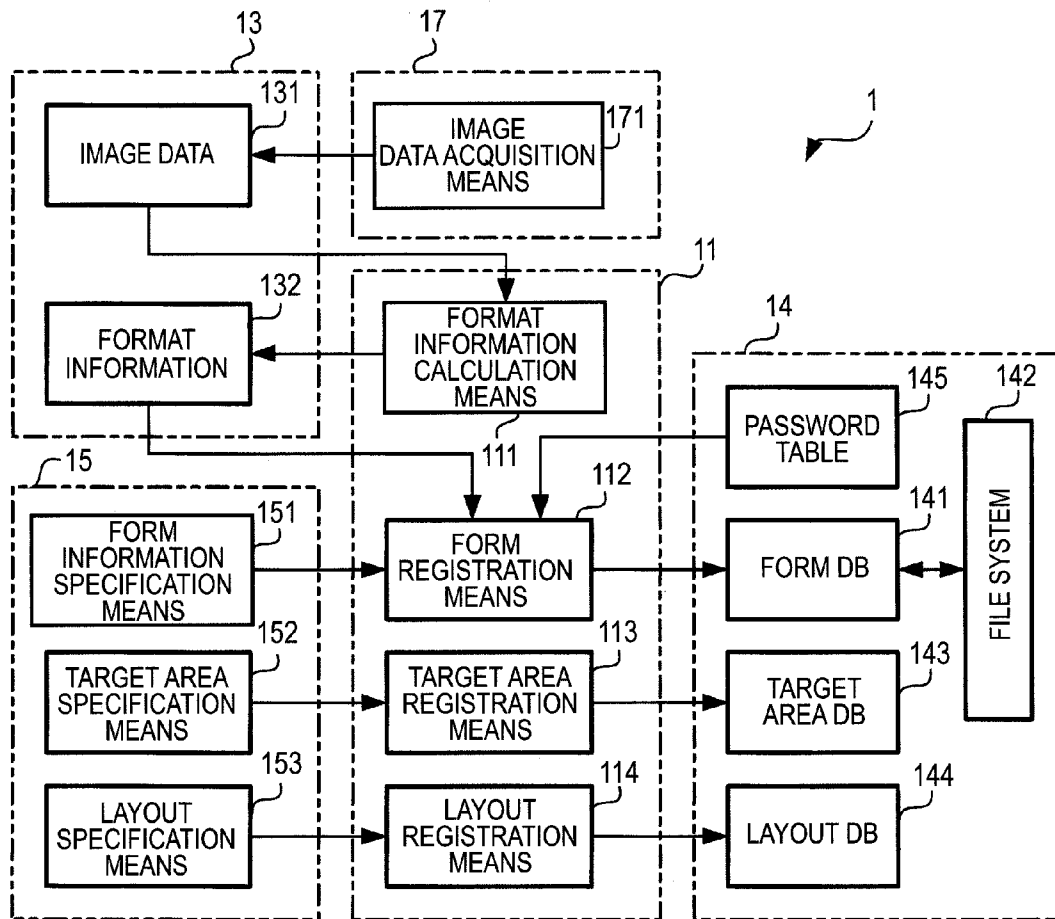 13
17
131
IMAGE DATA
IMAGE
DATA ACQUISITION
MEANS
171
1
11
132
FORMAT
INFORMATION
FORMAT
INFORMATION
CALCULATION
MEANS
111
14
145
PASSWORD
TABLE
142
FILE SYSTEM
15
151
FORM
INFORMATION
SPECIFICATION
MEANS
112
FORM
REGISTRATION
MEANS
141
FORM DB
152
TARGET AREA
SPECIFICATION
MEANS
113
TARGET AREA
REGISTRATION
MEANS
143
TARGET
AREA DB
153
LAYOUT
SPECIFICATION
MEANS
114
LAYOUT
REGISTRATION
MEANS
144
LAYOUT DB